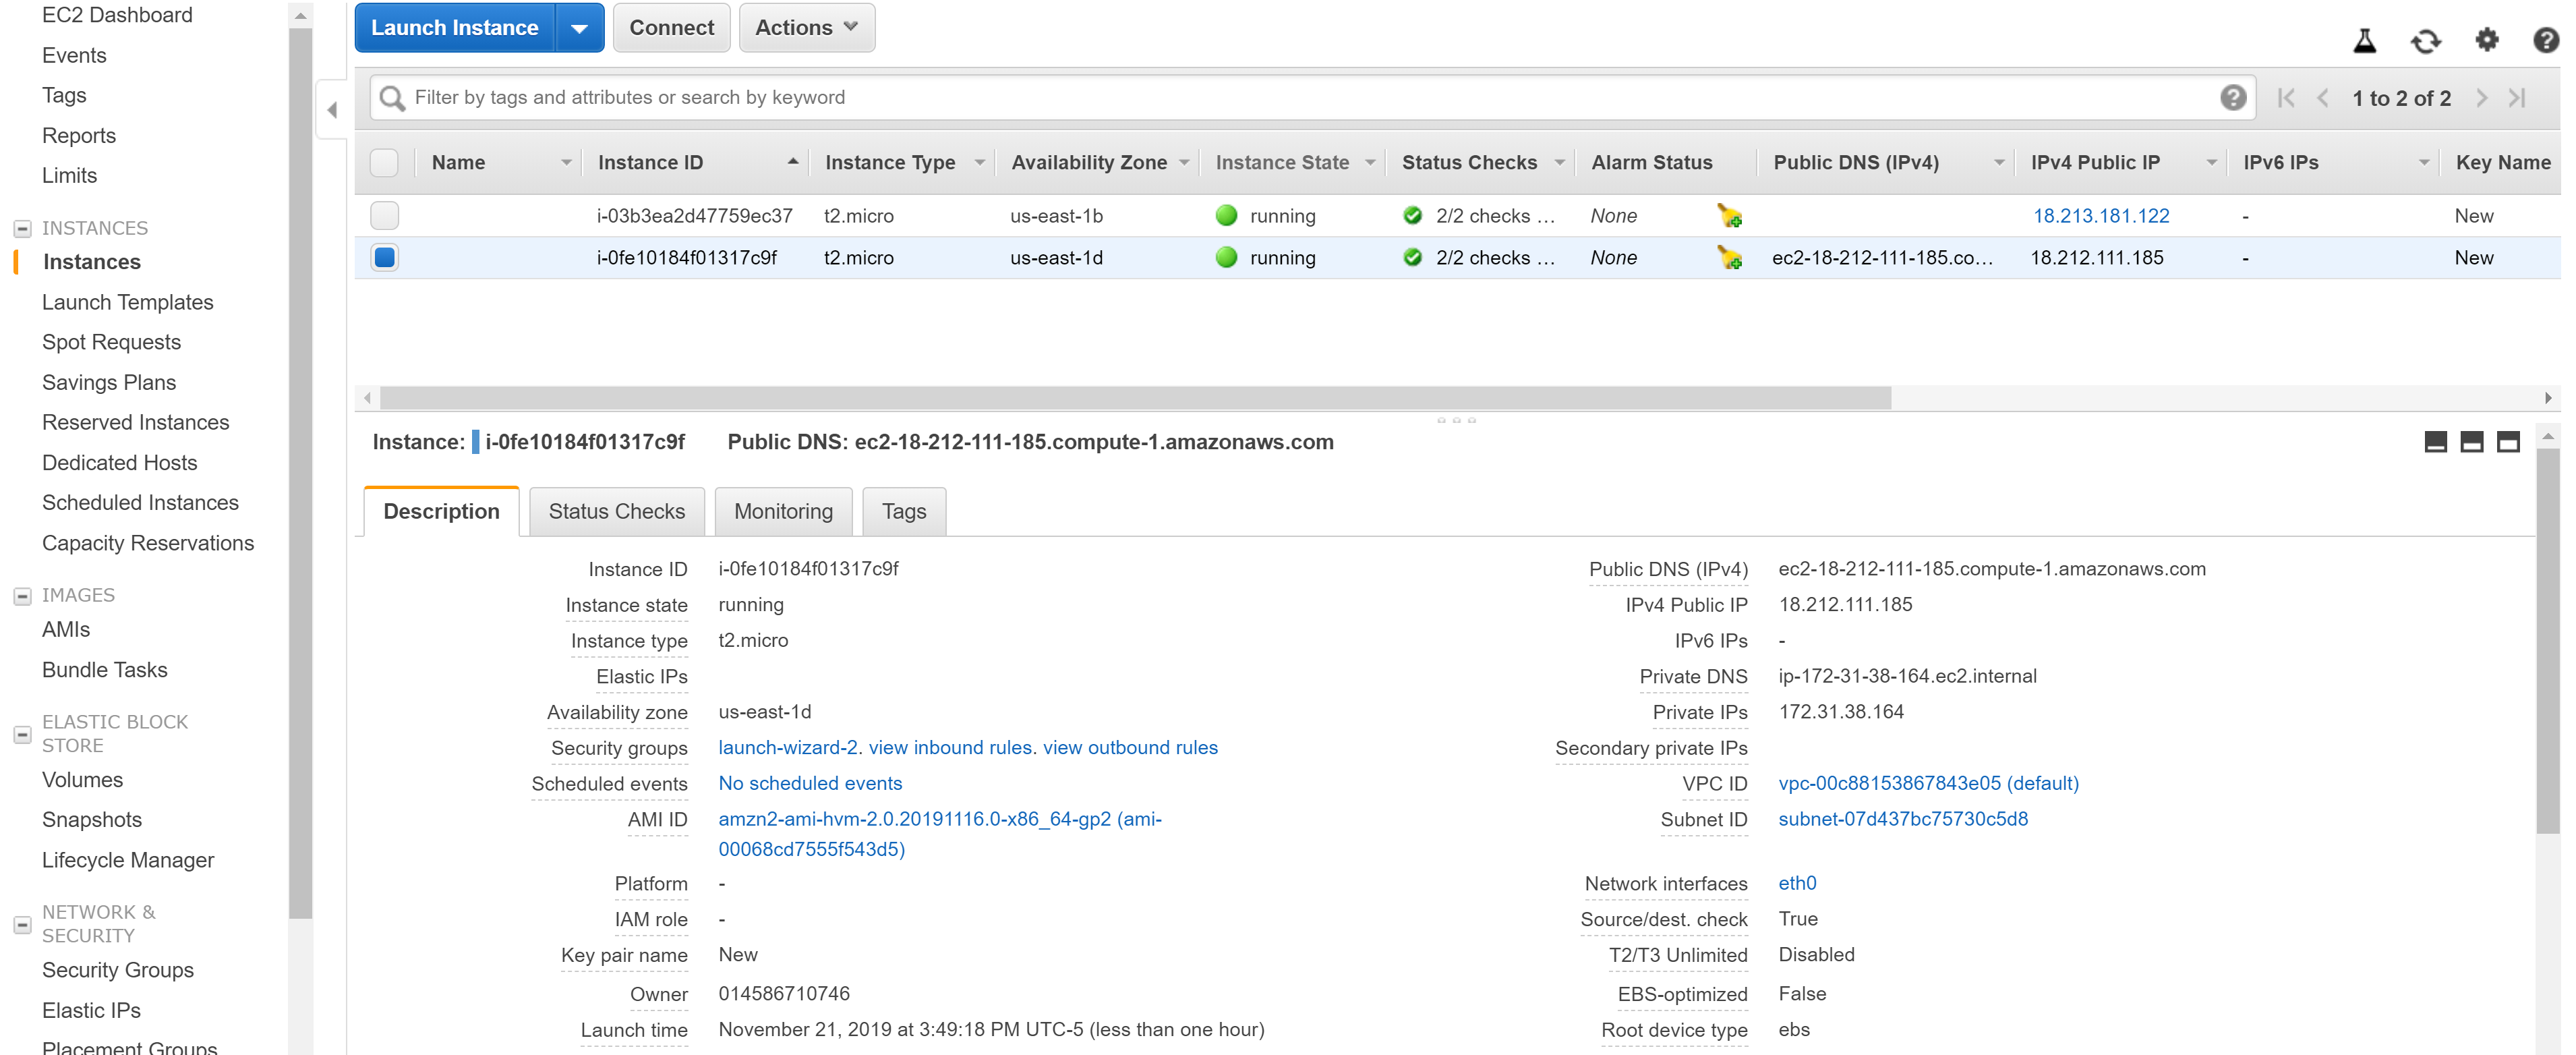 EC2 Dashboard
Events
Tags
Reports
Limits
INSTANCES
Instances
Launch Templates
Spot Requests
Savings Plans
Reserved Instances
Dedicated Hosts
Scheduled Instances
Capacity Reservations
IMAGES
AMIs
Bundle Tasks
ELASTIC BLOCK
STORE
Volumes
Snapshots
Lifecycle Manager
NETWORK &
SECURITY
Security Groups
Elastic IPs
Placement Groups
Launch Instance Connect Actions
Filter by tags and attributes or search by keyword 1 to 2 of 2
Name Instance ID Instance Type Availability Zone Instance State Status Checks Alarm Status Public DNS (IPv4) IPv4 Public IP IPv6 IPs Key Name
i-03b3ea2d47759ec37 t2.micro us-east-1b running 2/2 checks ... None 18.213.181.122 - New
i-0fe10184f01317c9f t2.micro us-east-1d running 2/2 checks ... None ec2-18-212-111-185.co... 18.212.111.185 - New
Instance: i-0fe10184f01317c9f Public DNS: ec2-18-212-111-185.compute-1.amazonaws.com
Description Status Checks Monitoring Tags
Instance ID i-0fe10184f01317c9f
Instance state running
Instance type t2.micro
Elastic IPs
Availability zone us-east-1d
Security groups launch-wizard-2. view inbound rules. view outbound rules
Scheduled events No scheduled events
AMI ID amzn2-ami-hvm-2.0.20191116.0-x86_64-gp2 (ami-
00068cd7555f543d5)
Platform -
IAM role -
Key pair name New
Owner 014586710746
Launch time November 21, 2019 at 3:49:18 PM UTC-5 (less than one hour)
Public DNS (IPv4) ec2-18-212-111-185.compute-1.amazonaws.com
IPv4 Public IP 18.212.111.185
IPv6 IPs -
Private DNS ip-172-31-38-164.ec2.internal
Private IPs 172.31.38.164
Secondary private IPs
VPC ID vpc-00c88153867843e05 (default)
Subnet ID subnet-07d437bc75730c5d8
Network interfaces eth0
Source/dest. check True
T2/T3 Unlimited Disabled
EBS-optimized False
Root device type ebs